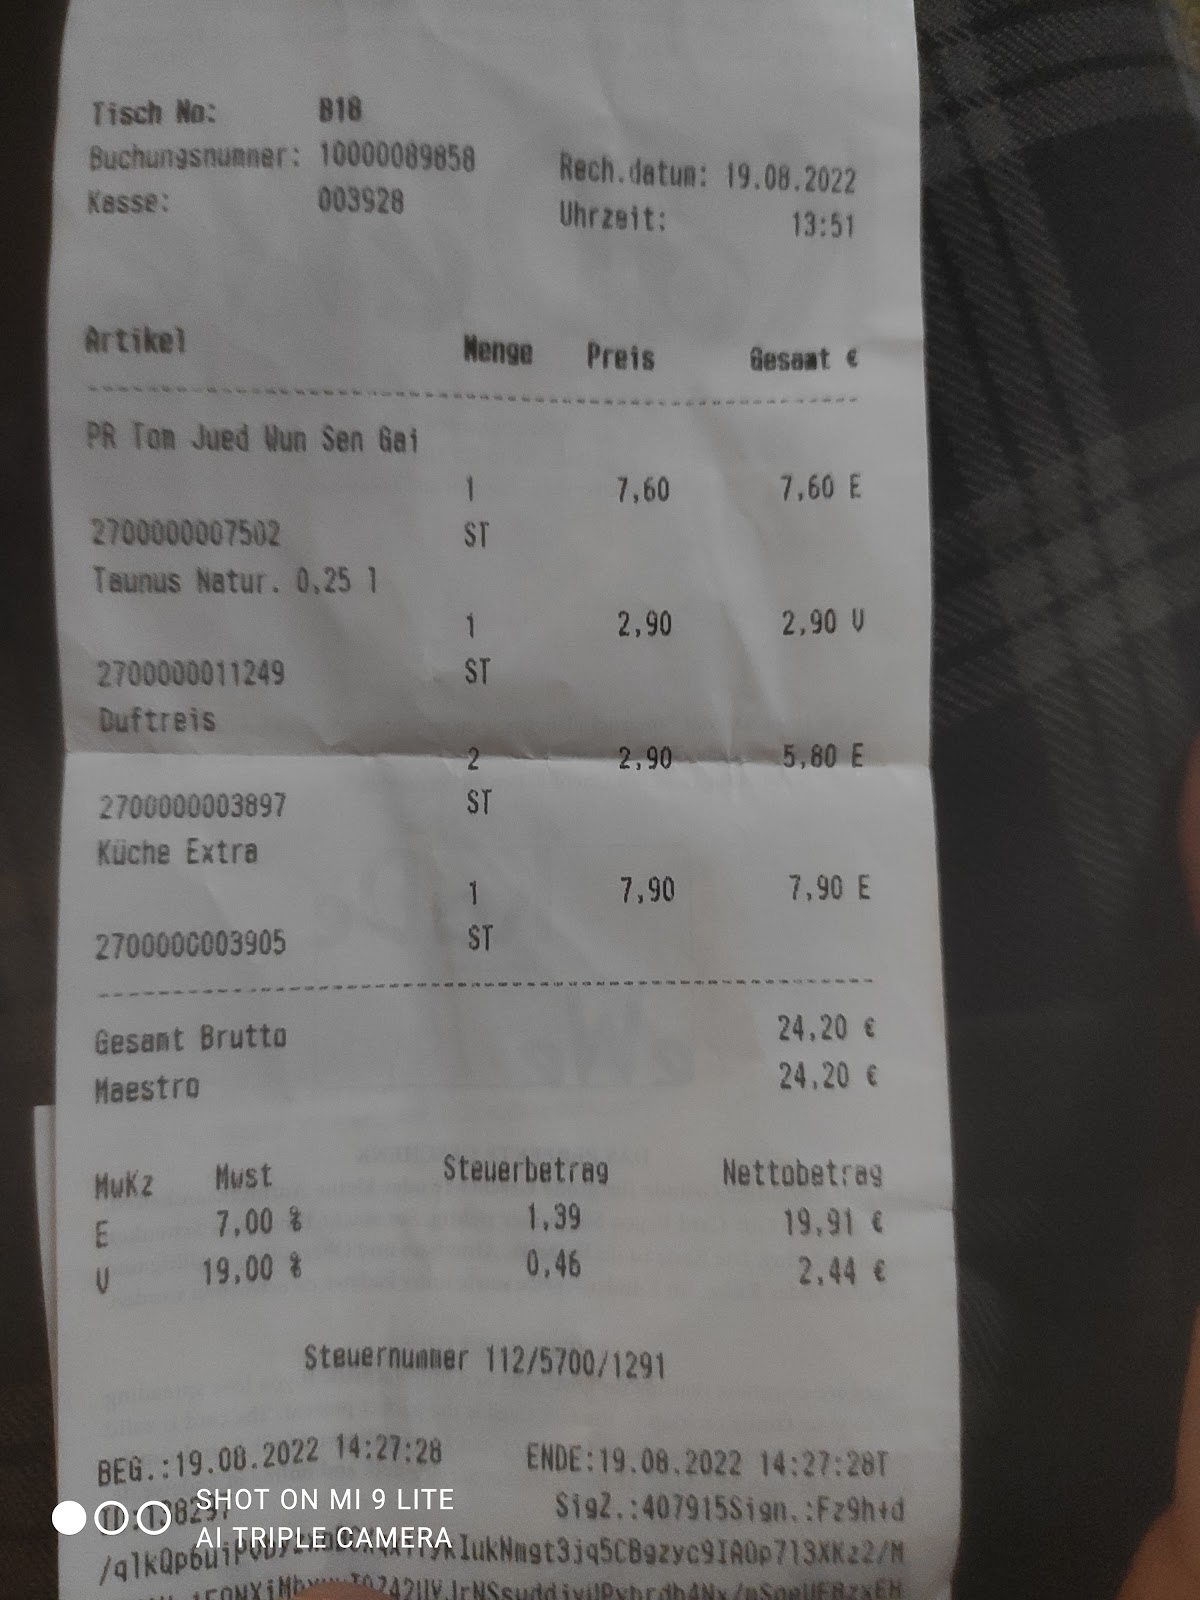 Tisch No: B18
Buchungsnummer: 10000089858
Rech.datum: 19.08.2022
Kasse: 003928
Uhrzeit: 13:51
Artikel Menge Preis Gesamt €
PR Tom Jued Wun Sen Gai
1 7,60 7,60 E
2700000007502 ST
Taunus Natur. 0,25 l
1 2,90 2,90 V
2700000011249 ST
Duftreis
2 2,90 5,80 E
2700000003897 ST
Küche Extra
1 7,90 7,90 E
2700000003905 ST
Gesamt Brutto 24,20 €
Maestro 24,20 €
MwKz Mwst Steuerbetrag Nettobetrag
E 7,00 % 1,39 19,91 €
V 19,00 % 0,46 2,44 €
Steuernummer 112/5700/1291
BEG.:19.08.2022 14:27:28 ENDE:19.08.2022 14:27:28T
SigZ.:407915Sign.:Fz9h+d
SHOT ON MI 9 LITE
AI TRIPLE CAMERA